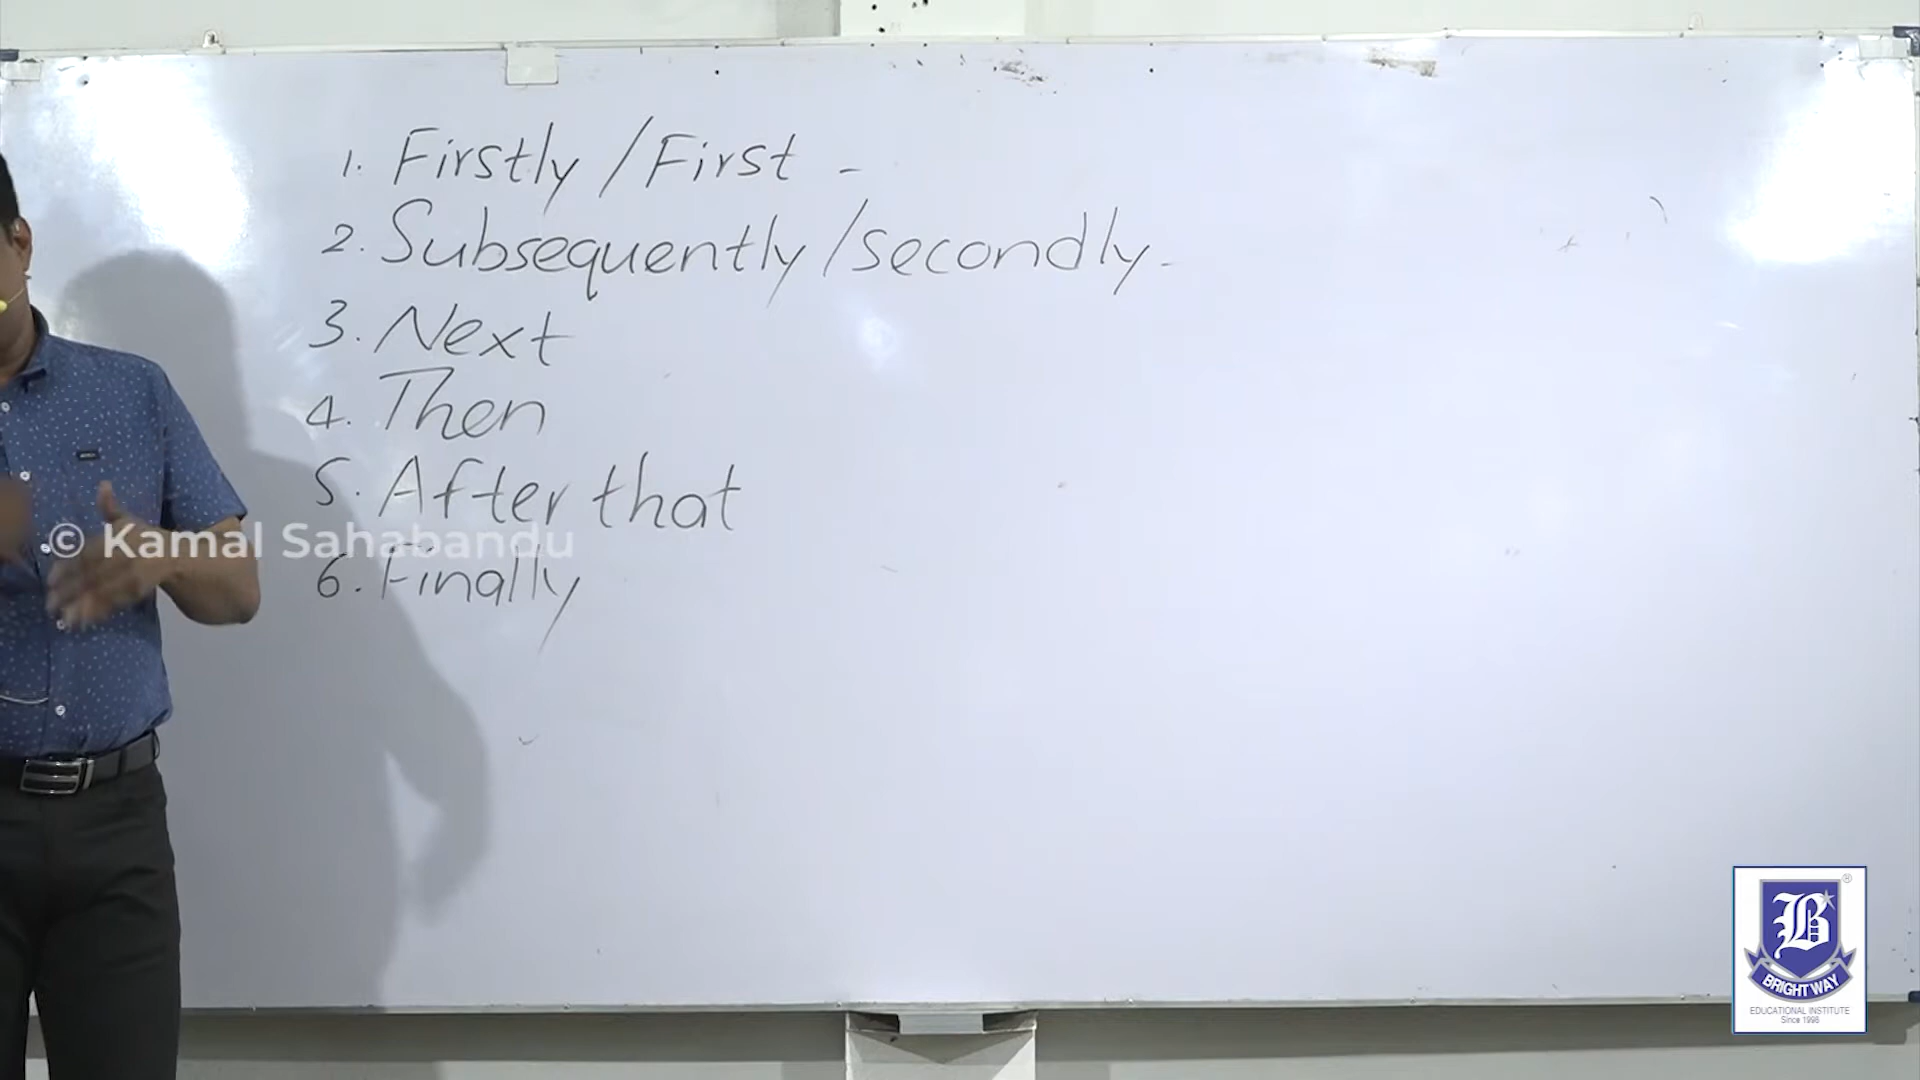 1. Firstly / First -
2. Subsequently / secondly -
3. Next
4. Then
5. After that
© Kamal Sahabandu
6. Finally
B
BRIGHT WAY
EDUCATIONAL INSTITUTE
Since 1998